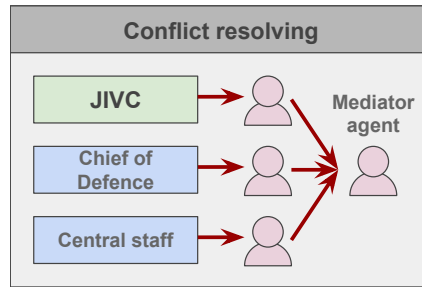 Conflict resolving
JIVC
Mediator
agent
Chief of
Defence
Central staff